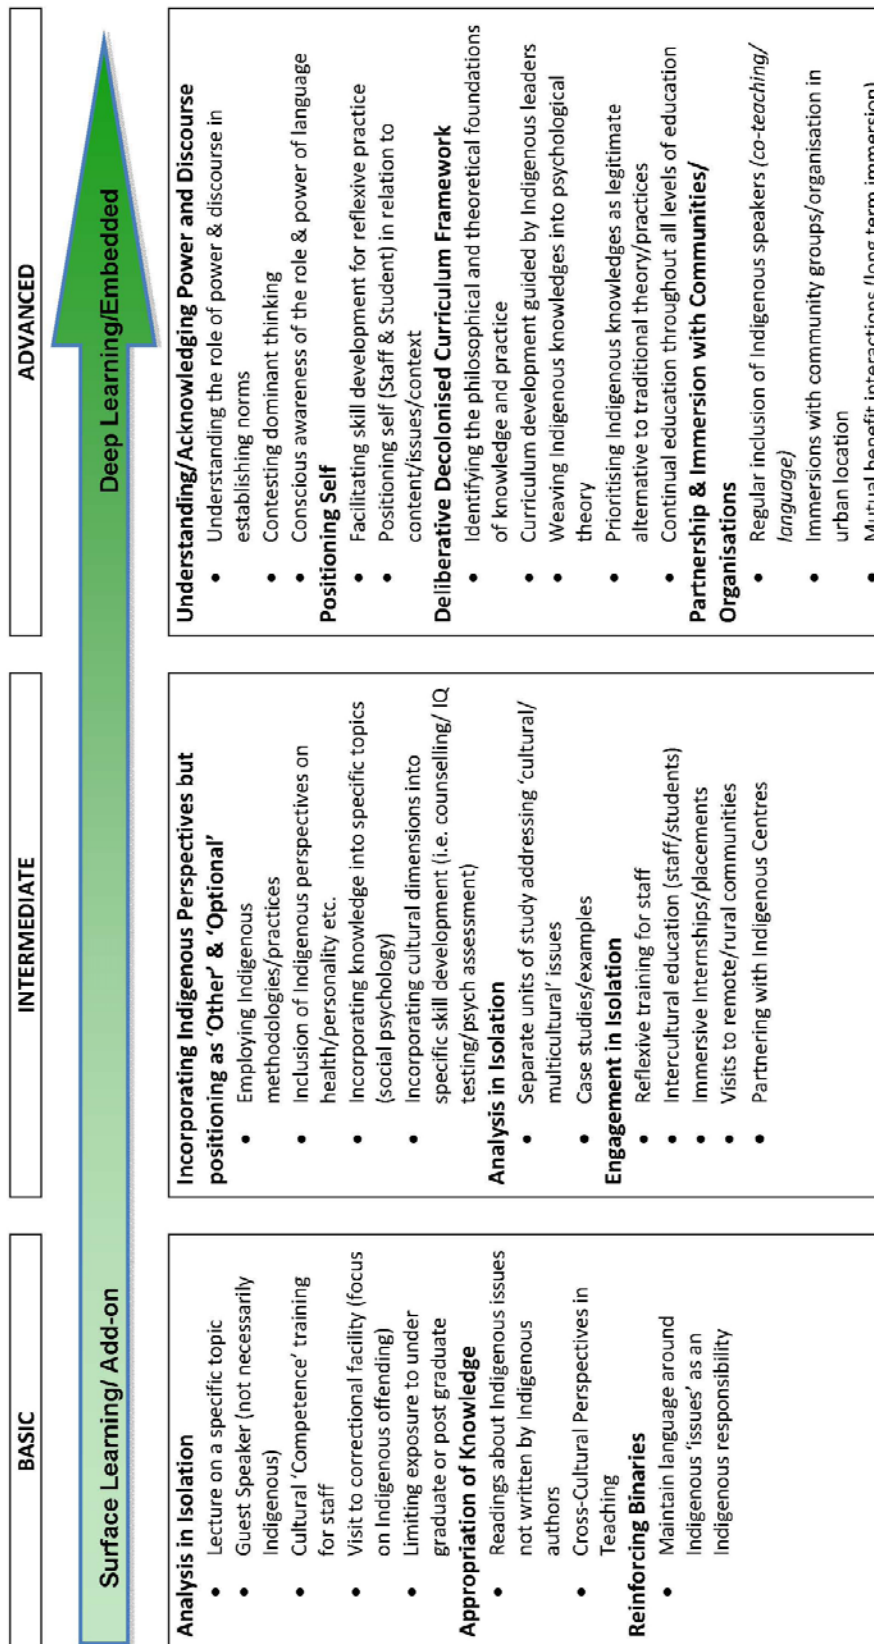 BASIC
INTERMEDIATE
ADVANCED
Surface Learning/ Add-on
Deep Learning/Embedded
Analysis in Isolation
• Lecture on a specific topic
• Guest Speaker (not necessarily
Indigenous)
• Cultural ‘Competence’ training
for staff
• Visit to correctional facility (focus
on Indigenous offending)
• Limiting exposure to under
graduate or post graduate
Appropriation of Knowledge
• Readings about Indigenous issues
not written by Indigenous
authors
• Cross-Cultural Perspectives in
Teaching
Reinforcing Binaries
• Maintain language around
Indigenous ‘issues’ as an
Indigenous responsibility
Incorporating Indigenous Perspectives but
positioning as ‘Other’ & ‘Optional’
• Employing Indigenous
methodologies/practices
• Inclusion of Indigenous perspectives on
health/personality etc.
• Incorporating knowledge into specific topics
(social psychology)
• Incorporating cultural dimensions into
specific skill development (i.e. counselling/ IQ
testing/psych assessment)
Analysis in Isolation
• Separate units of study addressing ‘cultural/
multicultural’ issues
• Case studies/examples
Engagement in Isolation
• Reflexive training for staff
• Intercultural education (staff/students)
• Immersive Internships/placements
• Visits to remote/rural communities
• Partnering with Indigenous Centres
Understanding/Acknowledging Power and Discourse
• Understanding the role of power & discourse in
establishing norms
• Contesting dominant thinking
• Conscious awareness of the role & power of language
Positioning Self
• Facilitating skill development for reflexive practice
• Positioning self (Staff & Student) in relation to
content/issues/context
Deliberative Decolonised Curriculum Framework
• Identifying the philosophical and theoretical foundations
of knowledge and practice
• Curriculum development guided by Indigenous leaders
• Weaving Indigenous knowledges into psychological
theory
• Prioritising Indigenous knowledges as legitimate
alternative to traditional theory/practices
• Continual education throughout all levels of education
Partnership & Immersion with Communities/
Organisations
• Regular inclusion of Indigenous speakers (co-teaching/
language)
• Immersions with community groups/organisation in
urban location
• Mutual benefit interactions (long term immersion)